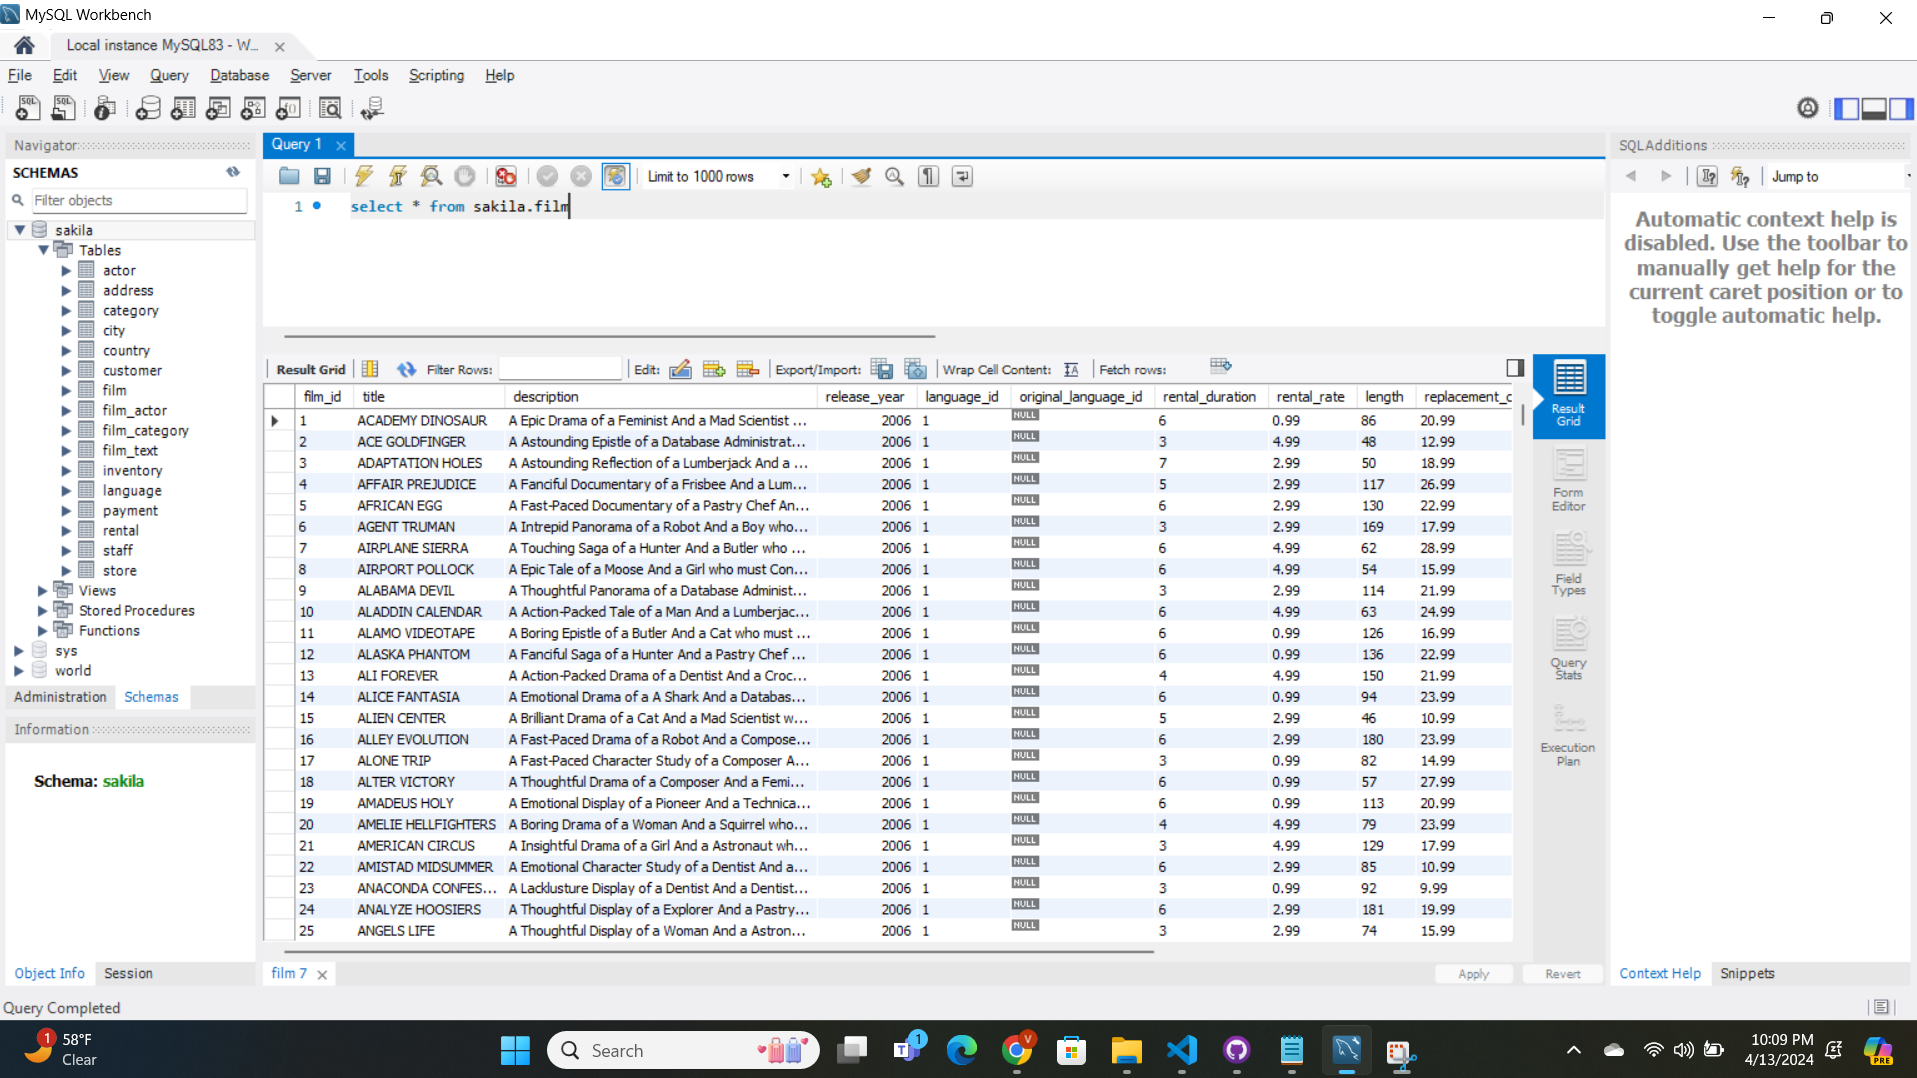 MySQL Workbench
Local instance MySQL83 - W...
File Edit View Query Database Server Tools Scripting Help
Navigator
SCHEMAS
Filter objects
sakila
Tables
actor
address
category
city
country
customer
film
film_actor
film_category
film_text
inventory
language
payment
rental
staff
store
Views
Stored Procedures
Functions
sys
world
Administration Schemas
Information
Schema: sakila
Object Info Session
Query 1
Limit to 1000 rows
1 select * from sakila.film
Result Grid Filter Rows: Edit: Export/Import: Wrap Cell Content: Fetch rows:
film_id title description release_year language_id original_language_id rental_duration rental_rate length replacement_c
1 ACADEMY DINOSAUR A Epic Drama of a Feminist And a Mad Scientist ... 2006 1 NULL 6 0.99 86 20.99
2 ACE GOLDFINGER A Astounding Epistle of a Database Administrat... 2006 1 NULL 3 4.99 48 12.99
3 ADAPTATION HOLES A Astounding Reflection of a Lumberjack And a ... 2006 1 NULL 7 2.99 50 18.99
4 AFFAIR PREJUDICE A Fanciful Documentary of a Frisbee And a Lum... 2006 1 NULL 5 2.99 117 26.99
5 AFRICAN EGG A Fast-Paced Documentary of a Pastry Chef An... 2006 1 NULL 6 2.99 130 22.99
6 AGENT TRUMAN A Intrepid Panorama of a Robot And a Boy who... 2006 1 NULL 3 2.99 169 17.99
7 AIRPLANE SIERRA A Touching Saga of a Hunter And a Butler who ... 2006 1 NULL 6 4.99 62 28.99
8 AIRPORT POLLOCK A Epic Tale of a Moose And a Girl who must Con... 2006 1 NULL 6 4.99 54 15.99
9 ALABAMA DEVIL A Thoughtful Panorama of a Database Administ... 2006 1 NULL 3 2.99 114 21.99
10 ALADDIN CALENDAR A Action-Packed Tale of a Man And a Lumberjac... 2006 1 NULL 6 4.99 63 24.99
11 ALAMO VIDEOTAPE A Boring Epistle of a Butler And a Cat who must ... 2006 1 NULL 6 0.99 126 16.99
12 ALASKA PHANTOM A Fanciful Saga of a Hunter And a Pastry Chef ... 2006 1 NULL 6 0.99 136 22.99
13 ALI FOREVER A Action-Packed Drama of a Dentist And a Croc... 2006 1 NULL 4 4.99 150 21.99
14 ALICE FANTASIA A Emotional Drama of a A Shark And a Databas... 2006 1 NULL 6 0.99 94 23.99
15 ALIEN CENTER A Brilliant Drama of a Cat And a Mad Scientist w... 2006 1 NULL 5 2.99 46 10.99
16 ALLEY EVOLUTION A Fast-Paced Drama of a Robot And a Compose... 2006 1 NULL 6 2.99 180 23.99
17 ALONE TRIP A Fast-Paced Character Study of a Composer A... 2006 1 NULL 3 0.99 82 14.99
18 ALTER VICTORY A Thoughtful Drama of a Composer And a Femi... 2006 1 NULL 6 0.99 57 27.99
19 AMADEUS HOLY A Emotional Display of a Pioneer And a Technica... 2006 1 NULL 6 0.99 113 20.99
20 AMELIE HELLFIGHTERS A Boring Drama of a Woman And a Squirrel who... 2006 1 NULL 4 4.99 79 23.99
21 AMERICAN CIRCUS A Insightful Drama of a Girl And a Astronaut wh... 2006 1 NULL 3 4.99 129 17.99
22 AMISTAD MIDSUMMER A Emotional Character Study of a Dentist And a... 2006 1 NULL 6 2.99 85 10.99
23 ANACONDA CONFES... A Lacklusture Display of a Dentist And a Dentist... 2006 1 NULL 3 0.99 92 9.99
24 ANALYZE HOOSIERS A Thoughtful Display of a Explorer And a Pastry... 2006 1 NULL 6 2.99 181 19.99
25 ANGELS LIFE A Thoughtful Display of a Woman And a Astron... 2006 1 NULL 3 2.99 74 15.99
film 7
Apply Revert
Result
Grid
Form
Editor
Field
Types
Query
Stats
Execution
Plan
SQLAdditions
Jump to
Automatic context help is
disabled. Use the toolbar to
manually get help for the
current caret position or to
toggle automatic help.
Context Help Snippets
Query Completed
1
58°F
Clear
Search
1
V
10:09 PM
4/13/2024
PRE